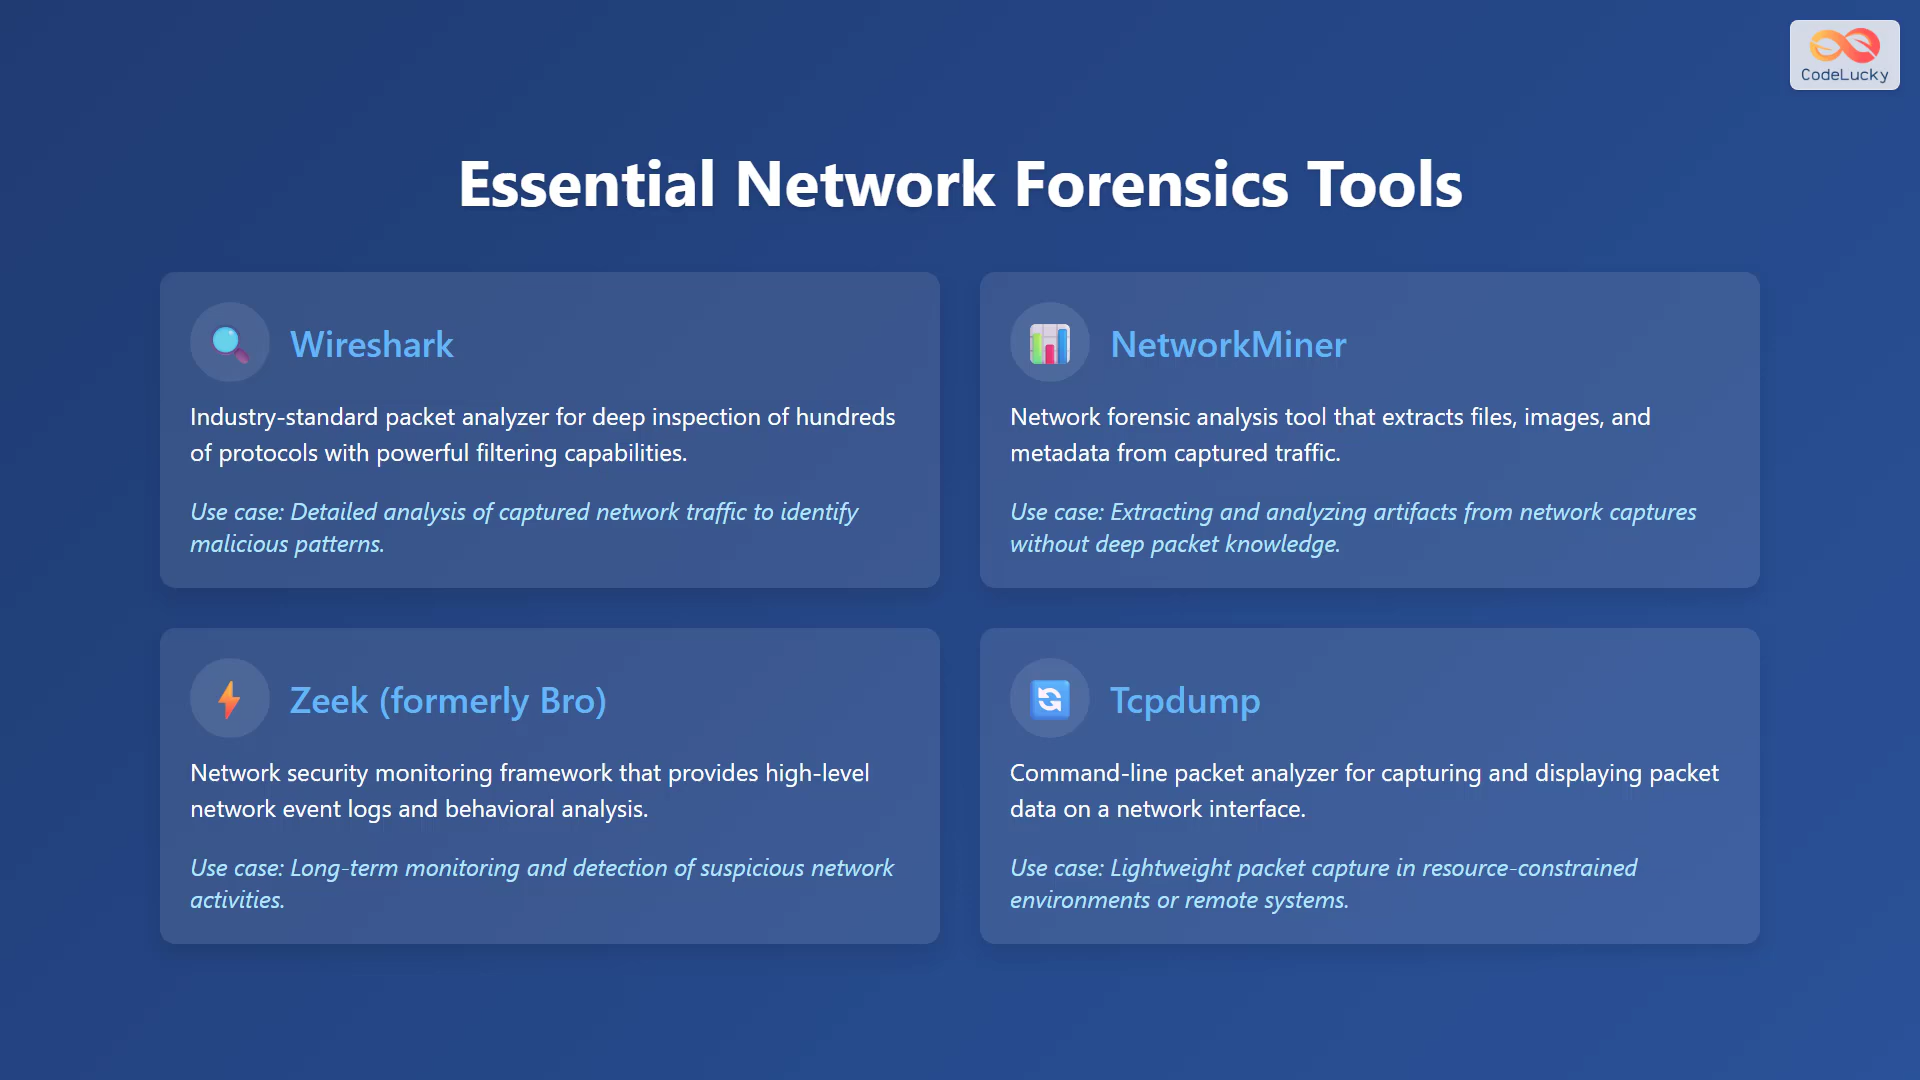 CodeLucky
Essential Network Forensics Tools
Wireshark
Industry-standard packet analyzer for deep inspection of hundreds
of protocols with powerful filtering capabilities.
Use case: Detailed analysis of captured network traffic to identify
malicious patterns.
NetworkMiner
Network forensic analysis tool that extracts files, images, and
metadata from captured traffic.
Use case: Extracting and analyzing artifacts from network captures
without deep packet knowledge.
Zeek (formerly Bro)
Network security monitoring framework that provides high-level
network event logs and behavioral analysis.
Use case: Long-term monitoring and detection of suspicious network
activities.
Tcpdump
Command-line packet analyzer for capturing and displaying packet
data on a network interface.
Use case: Lightweight packet capture in resource-constrained
environments or remote systems.